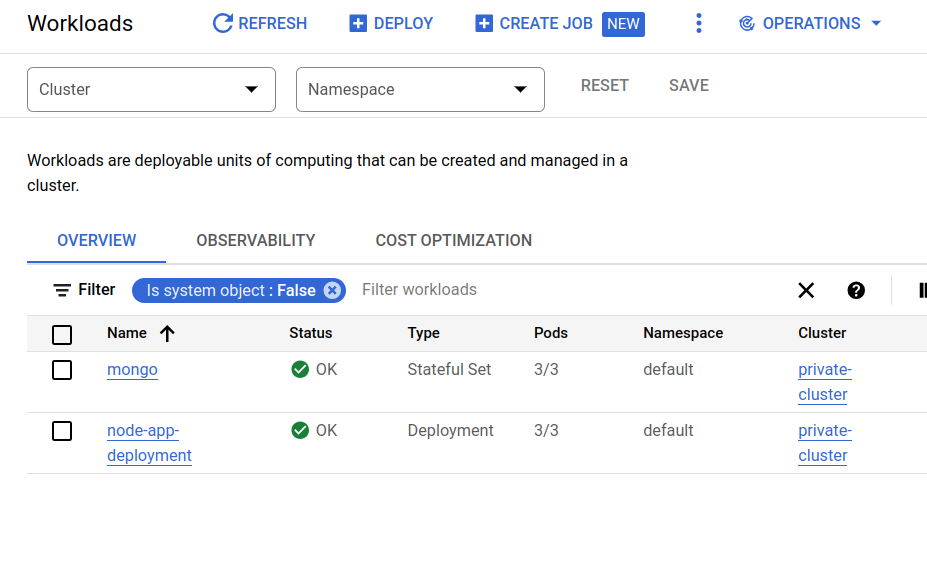 Workloads REFRESH DEPLOY CREATE JOB NEW OPERATIONS
Cluster Namespace RESET SAVE
Workloads are deployable units of computing that can be created and managed in a
cluster.
OVERVIEW OBSERVABILITY COST OPTIMIZATION
Filter Is system object : False Filter workloads
Name Status Type Pods Namespace Cluster
mongo OK Stateful Set 3/3 default private-
cluster
node-app- OK Deployment 3/3 default private-
deployment cluster